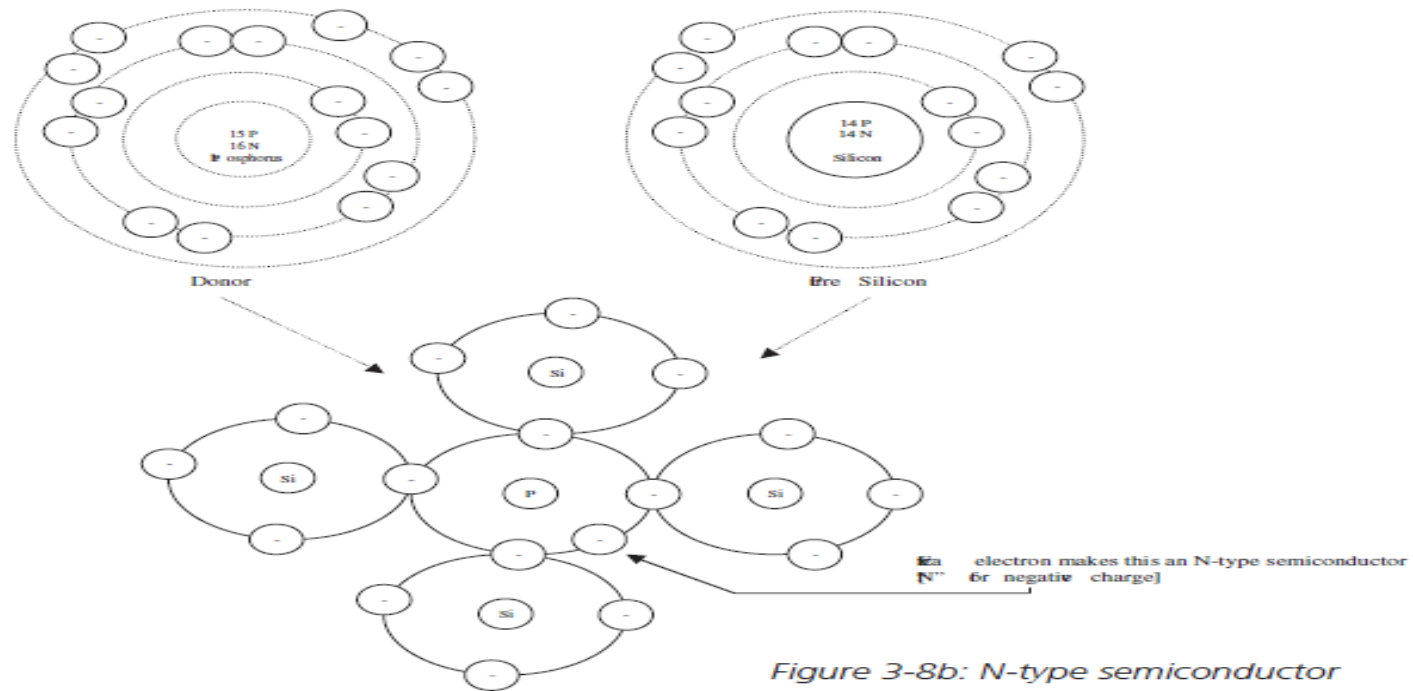 15 P
16 N
14 P
14 N
Silicon
Donor
Silicon
Si
Si
P
Si
Si
electron makes this an N-type semiconductor
charge]
Figure 3-8b: N-type semiconductor